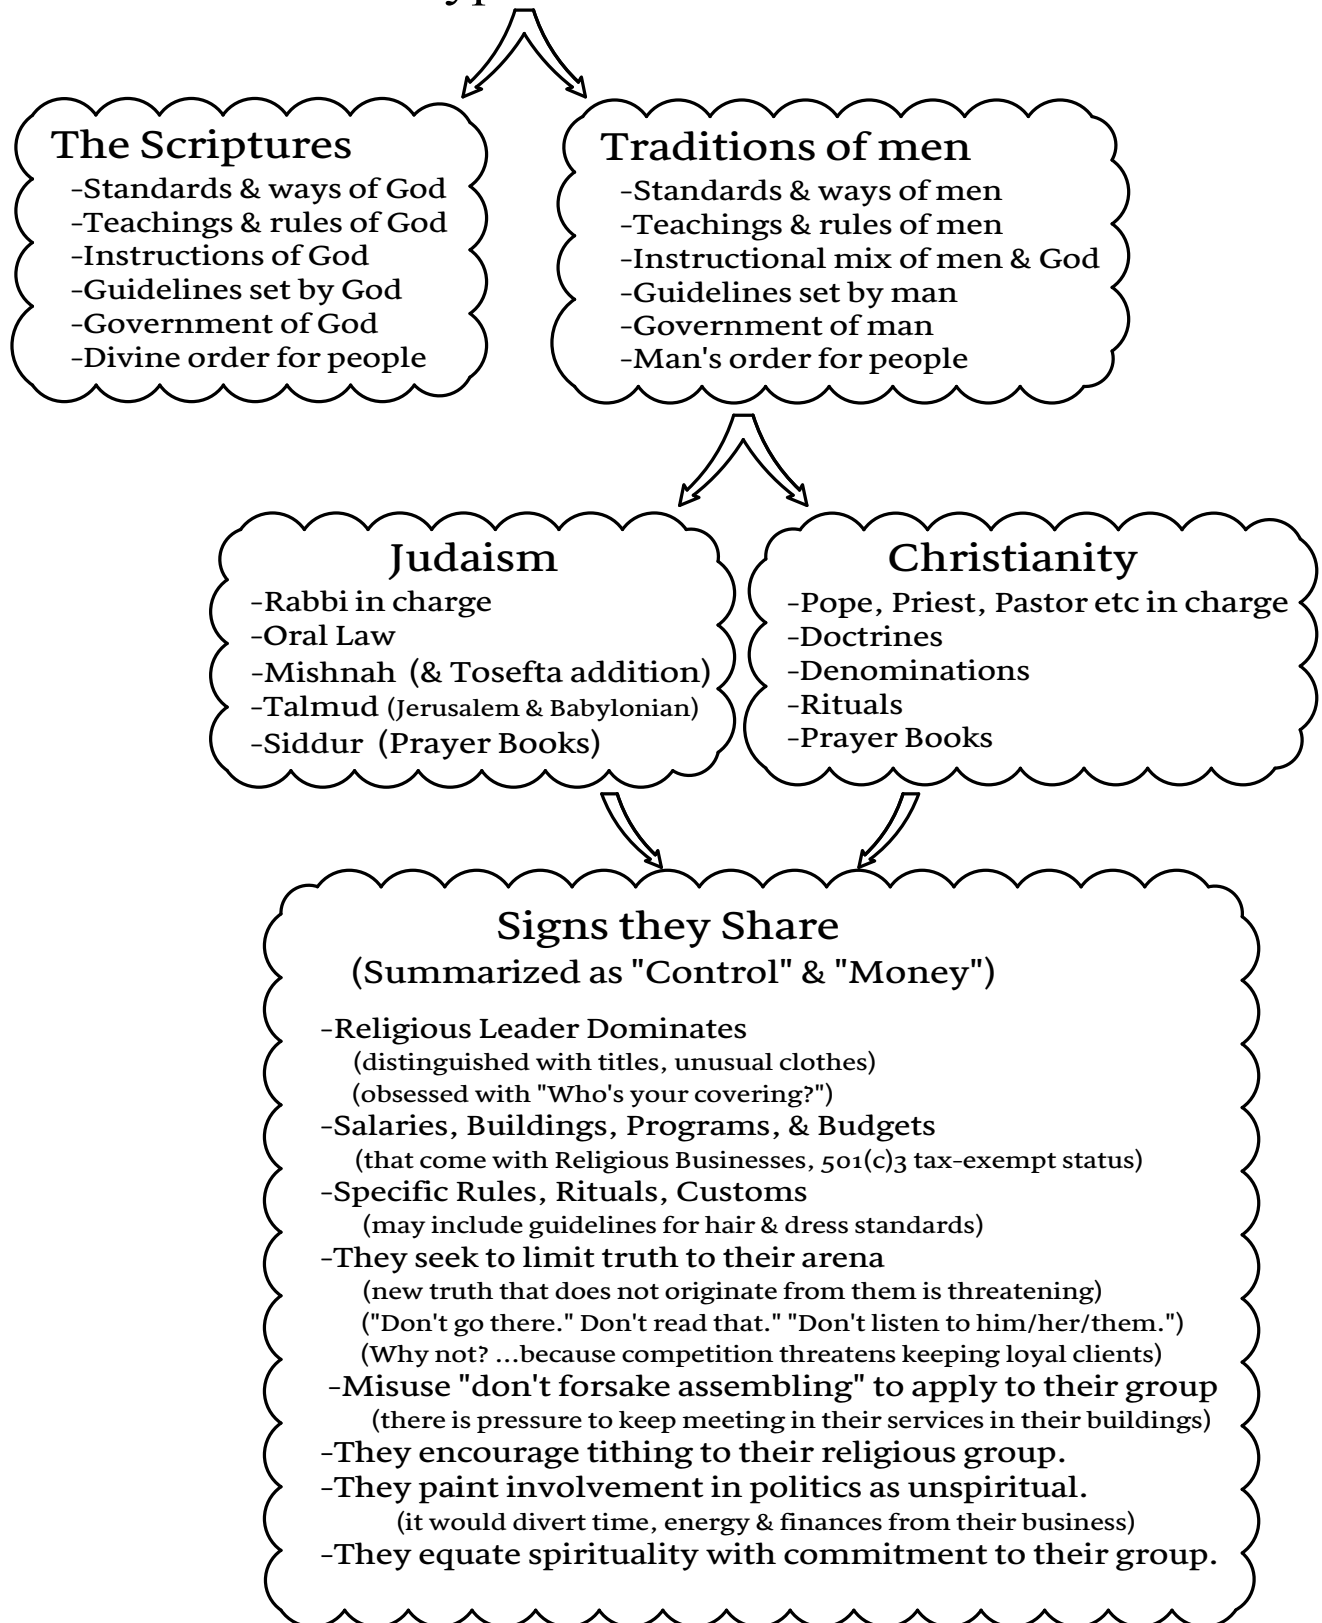 The Scriptures
-Standards & ways of God
-Teachings & rules of God
-Instructions of God
-Guidelines set by God
-Government of God
-Divine order for people
Traditions of men
-Standards & ways of men
-Teachings & rules of men
-Instructional mix of men & God
-Guidelines set by man
-Government of man
-Man's order for people
Judaism
-Rabbi in charge
-Oral Law
-Mishnah (& Tosefta addition)
-Talmud (Jerusalem & Babylonian)
-Siddur (Prayer Books)
Christianity
-Pope, Priest, Pastor etc in charge
-Doctrines
-Denominations
-Rituals
-Prayer Books
Signs they Share
(Summarized as "Control" & "Money")
-Religious Leader Dominates
(distinguished with titles, unusual clothes)
(obsessed with "Who's your covering?")
-Salaries, Buildings, Programs, & Budgets
(that come with Religious Businesses, 501(c)3 tax-exempt status)
-Specific Rules, Rituals, Customs
(may include guidelines for hair & dress standards)
-They seek to limit truth to their arena
(new truth that does not originate from them is threatening)
("Don't go there." Don't read that." "Don't listen to him/her/them.")
(Why not? ...because competition threatens keeping loyal clients)
-Misuse "don't forsake assembling" to apply to their group
(there is pressure to keep meeting in their services in their buildings)
-They encourage tithing to their religious group.
-They paint involvement in politics as unspiritual.
(it would divert time, energy & finances from their business)
-They equate spirituality with commitment to their group.